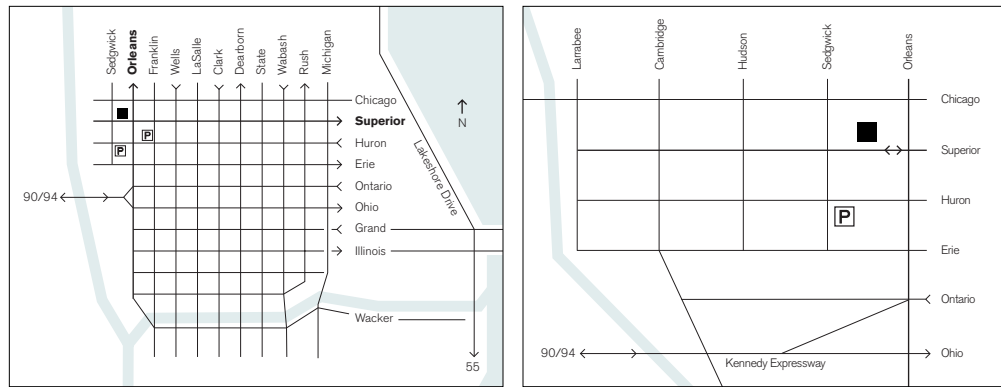 Sedgwick
Orleans
Franklin
Wells
LaSalle
Clark
Dearborn
State
Wabash
Rush
Michigan
Chicago
Superior
Huron
Erie
Ontario
Ohio
Grand
Illinois
Wacker
P
P
90/94
N
Lakeshore Drive
55
Larrabee
Cambridge
Hudson
Sedgwick
Orleans
Chicago
Superior
Huron
Erie
Ontario
Ohio
P
90/94
Kennedy Expressway